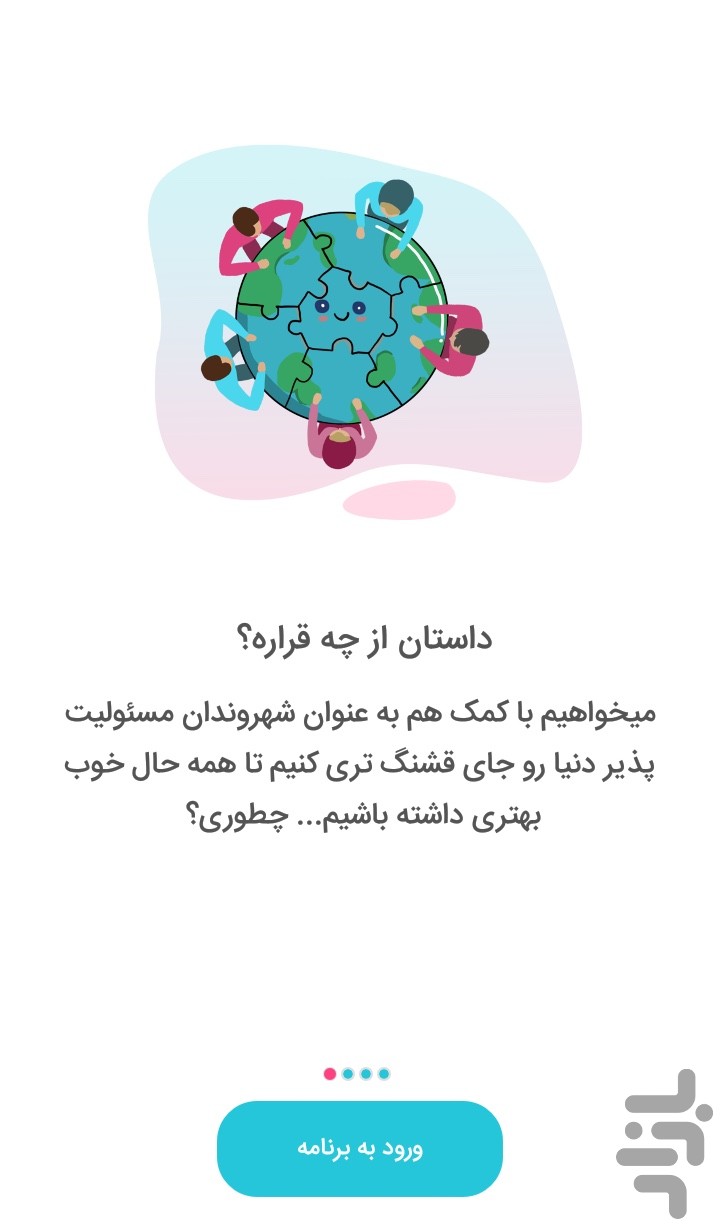 داستان از چه قراره؟
میخواهیم با کمک هم به عنوان شهروندان مسئولیت
پذیر دنیا رو جای قشنگ تری کنیم تا همه حال خوب
بهتری داشته باشیم... چطوری؟
ورود به برنامه
بازار